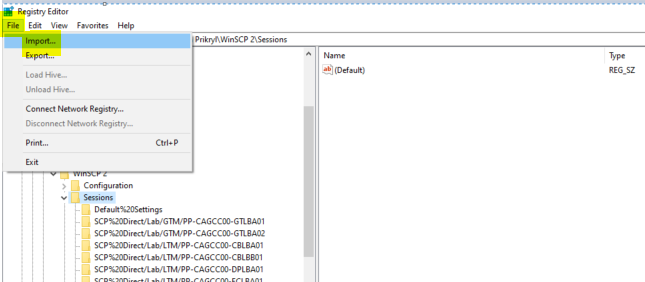 Registry Editor
File Edit View Favorites Help
Import...
Prikryl\WinSCP 2\Sessions
Export...
Load Hive...
Unload Hive...
Connect Network Registry...
Disconnect Network Registry...
Print... Ctrl+P
Exit
Name Type
ab (Default) REG_SZ
WinSCP 2
Configuration
Sessions
Default%20Settings
SCP%20Direct/Lab/GTM/PP-CAGCC00-GTLBA01
SCP%20Direct/Lab/GTM/PP-CAGCC00-GTLBA02
SCP%20Direct/Lab/LTM/PP-CAGCC00-CBLBA01
SCP%20Direct/Lab/LTM/PP-CAGCC00-CBLBB01
SCP%20Direct/Lab/LTM/PP-CAGCC00-DPLBA01
SCP%20Direct/Lab/LTM/PP-CAGCC00-ECLBA01